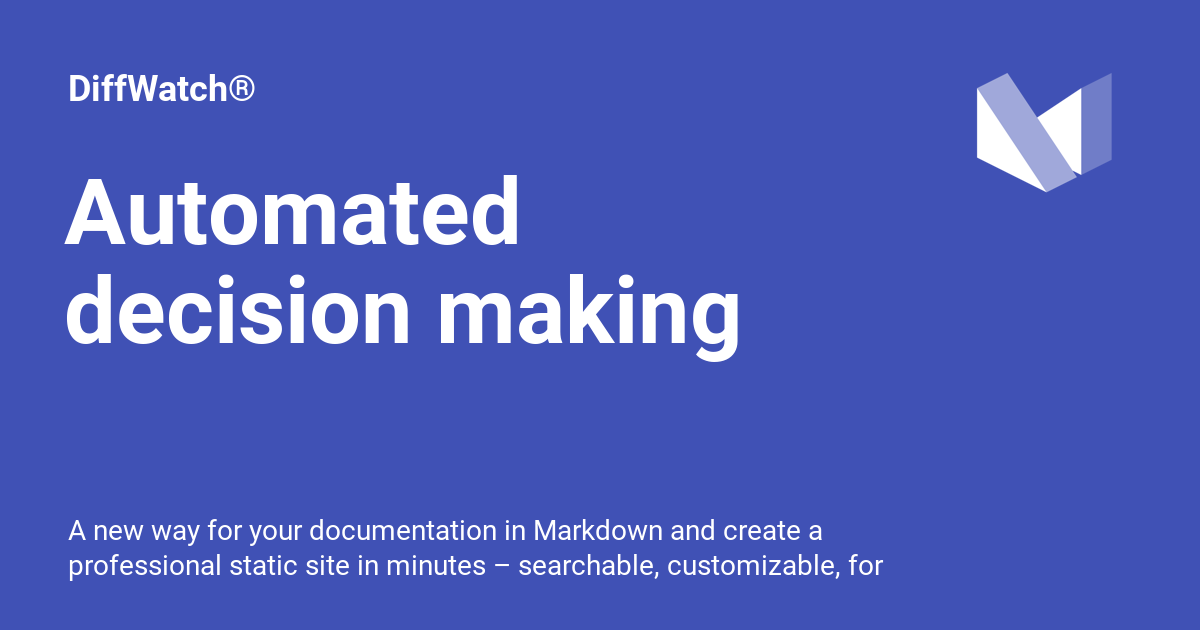 DiffWatch®
Automated
decision making
A new way for your documentation in Markdown and create a
professional static site in minutes – searchable, customizable, for